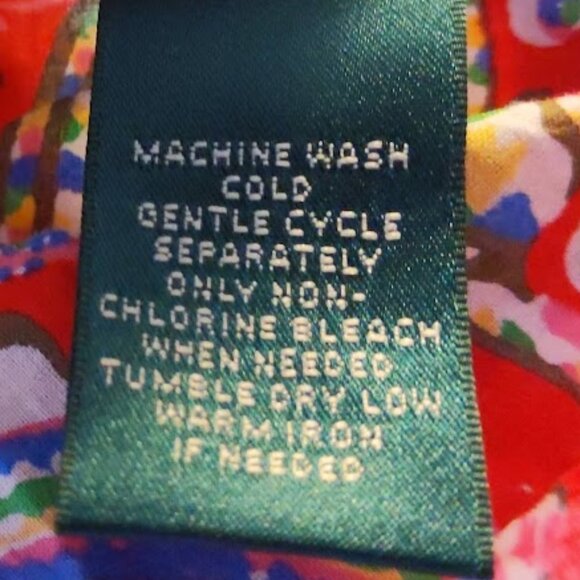 MACHINE WASH
COLD
GENTLE CYCLE
SEPARATELY
ONLY NON-
CHLORINE BLEACH
WHEN NEEDED
TUMBLE DRY LOW
WARM IRON
IF NEEDED